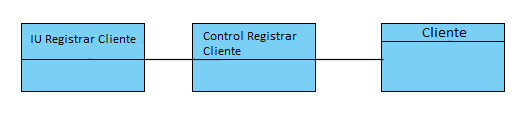 IU Registrar Cliente
Control Registrar
Cliente
Cliente